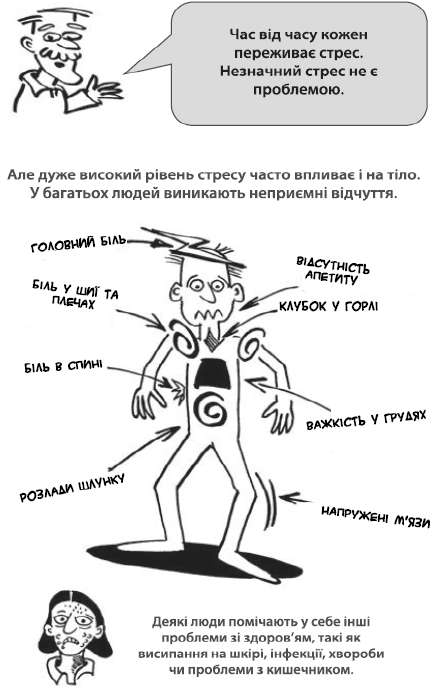 Час від часу кожен
переживає стрес.
Незначний стрес не є
проблемою.
Але дуже високий рівень стресу часто впливає і на тіло.
У багатьох людей виникають неприємні відчуття.
ГОЛОВНИЙ БІЛЬ
ВІДСУТНІСТЬ
АПЕТИТУ
БІЛЬ У ШИЇ ТА
ПЛЕЧАХ
КЛУБОК У ГОРЛІ
БІЛЬ В СПИНІ
ВАЖКІСТЬ У ГРУДЯХ
РОЗЛАДИ ШЛУНКУ
НАПРУЖЕНІ М'ЯЗИ
Деякі люди помічають у себе інші
проблеми зі здоров'ям, такі як
висипання на шкірі, інфекції, хвороби
чи проблеми з кишечником.